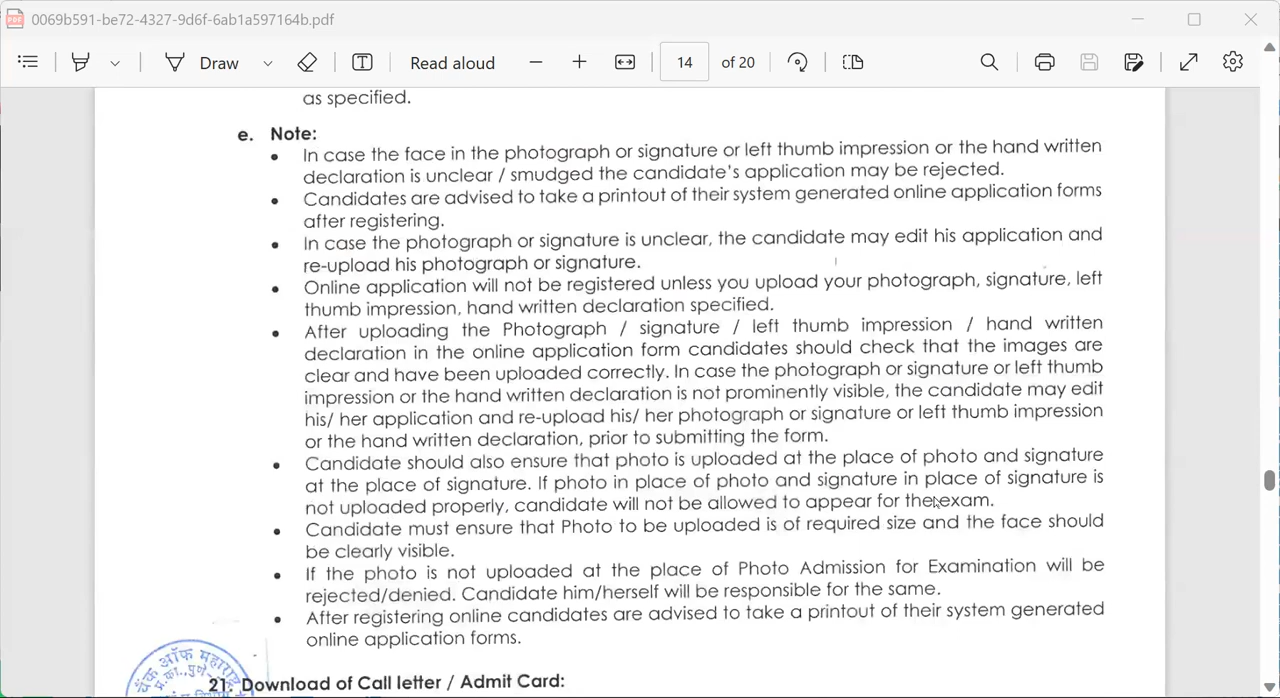 0069b591-be72-4327-9d6f-6ab1a597164b.pdf
Draw
Read aloud
14 of 20
as specified.
e. Note:
• In case the face in the photograph or signature or left thumb impression or the hand written
declaration is unclear / smudged the candidate's application may be rejected.
• Candidates are advised to take a printout of their system generated online application forms
after registering.
• In case the photograph or signature is unclear, the candidate may edit his application and
re-upload his photograph or signature.
• Online application will not be registered unless you upload your photograph, signature, left
thumb impression, hand written declaration specified.
• After uploading the Photograph / signature / left thumb impression / hand written
declaration in the online application form candidates should check that the images are
clear and have been uploaded correctly. In case the photograph or signature or left thumb
impression or the hand written declaration is not prominently visible, the candidate may edit
his/ her application and re-upload his/ her photograph or signature or left thumb impression
or the hand written declaration, prior to submitting the form.
• Candidate should also ensure that photo is uploaded at the place of photo and signature
at the place of signature. If photo in place of photo and signature in place of signature is
not uploaded properly, candidate will not be allowed to appear for the exam.
• Candidate must ensure that Photo to be uploaded is of required size and the face should
be clearly visible.
• If the photo is not uploaded at the place of Photo Admission for Examination will be
rejected/denied. Candidate him/herself will be responsible for the same.
• After registering online candidates are advised to take a printout of their system generated
online application forms.
बैंक ऑफ महाराष्ट्र
प्र.का., पुणे
21. Download of Call letter / Admit Card: